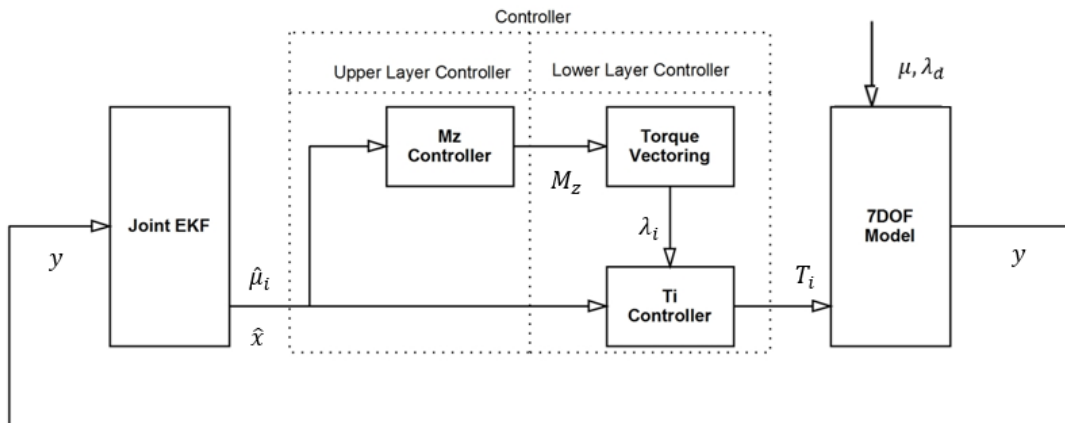 Controller
Upper Layer Controller
Lower Layer Controller
μ, λ_d
Mz
Controller
Torque
Vectoring
M_z
Joint EKF
7DOF
Model
y
y
λ_i
μ̂_i
x̂
Ti
Controller
T_i